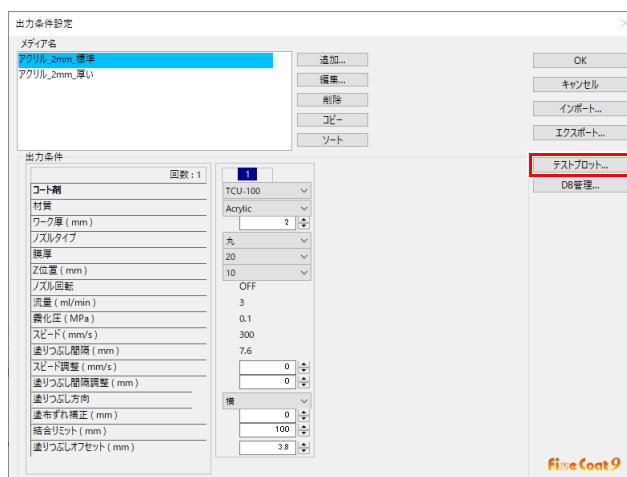 出力条件設定
メディア名
アクリル_2mm_標準
アクリル_2mm_厚い
追加...
編集...
削除
コピー
ソート
OK
キャンセル
インポート...
エクスポート...
テストプロット...
DB管理...
出力条件
回数 : 1 1
コート剤 TCU-100
材質 Acrylic
ワーク厚 ( mm ) 2
ノズルタイプ 丸
膜厚 20
Z位置 ( mm ) 10
ノズル回転 OFF
流量 ( ml/min ) 3
霧化圧 ( MPa ) 0.1
スピード ( mm/s ) 300
塗りつぶし間隔 ( mm ) 7.6
スピード調整 ( mm/s ) 0
塗りつぶし間隔調整 ( mm ) 0
塗りつぶし方向 横
塗布ずれ補正 ( mm ) 0
結合リミット ( mm ) 100
塗りつぶしオフセット ( mm ) 3.8
Fine Coat 9